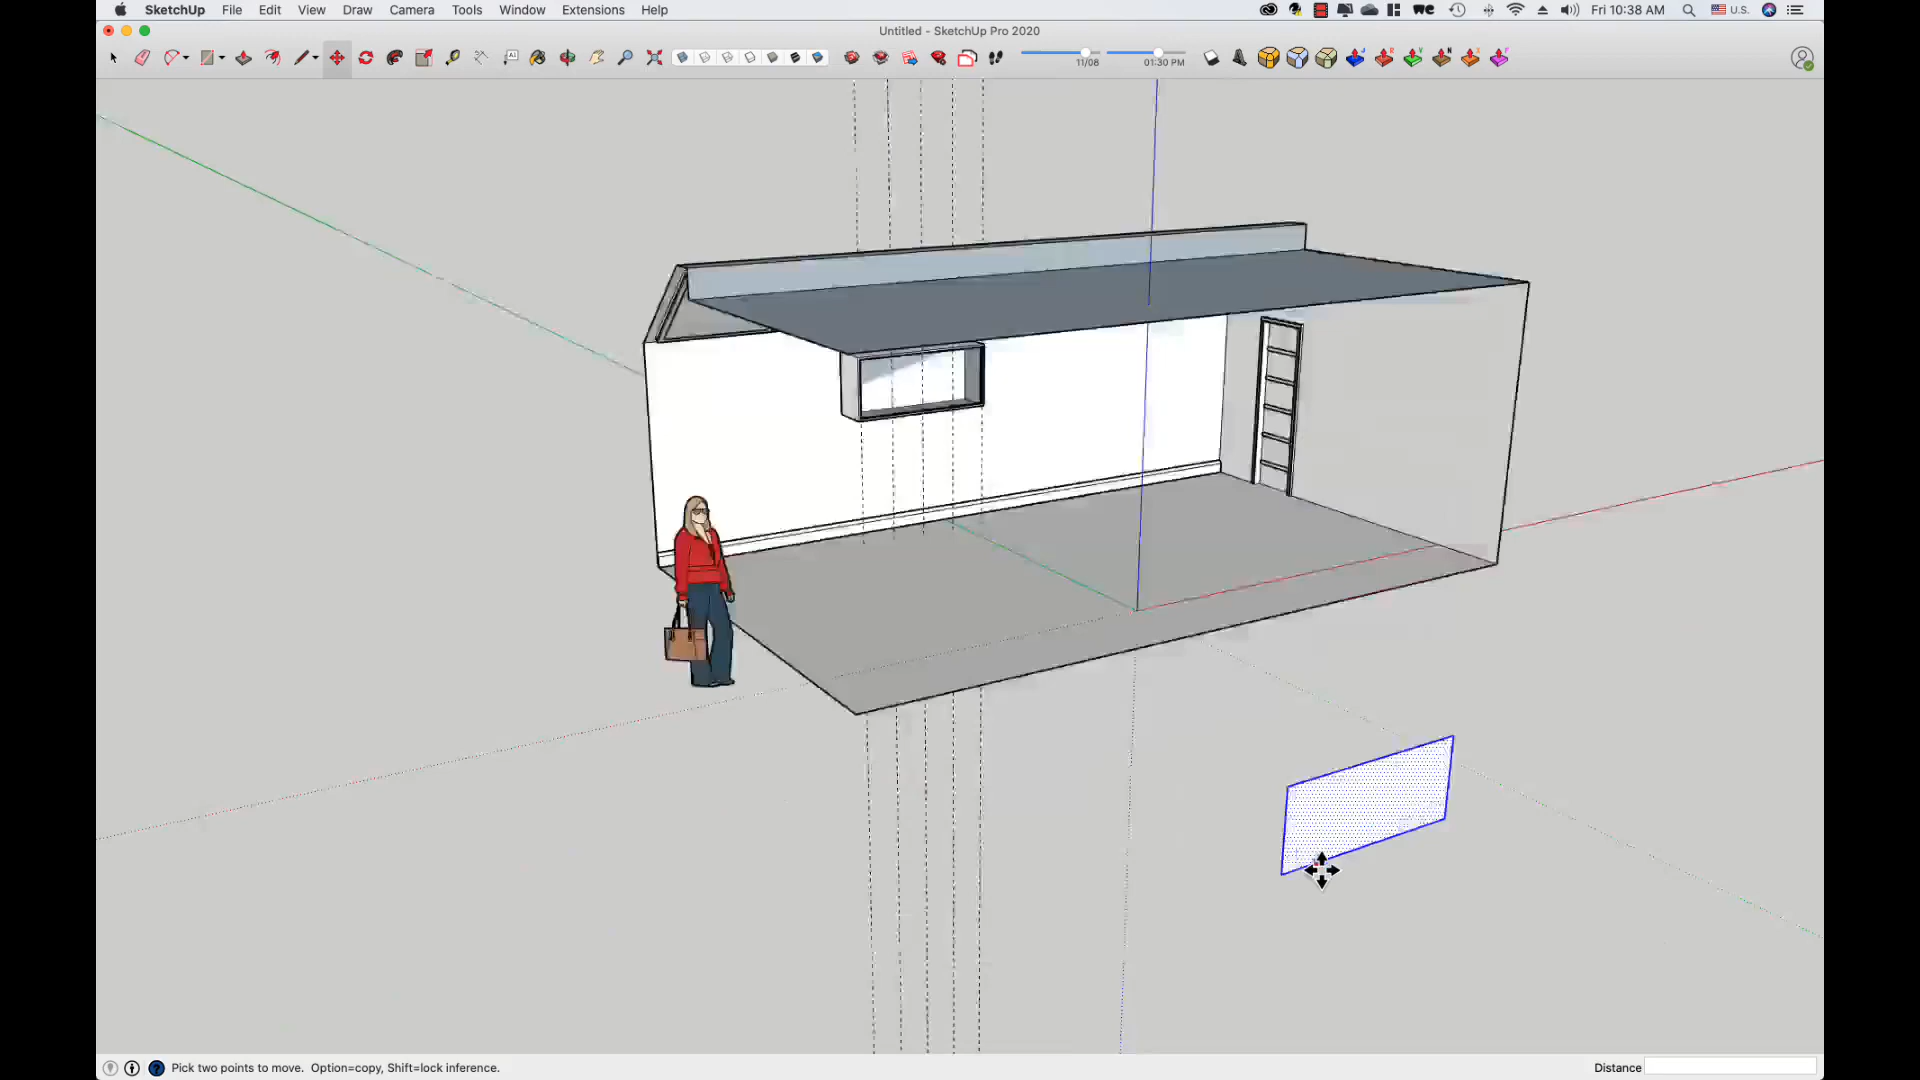 SketchUp File Edit View Draw Camera Tools Window Extensions Help Fri 10:38 AM U.S.
Untitled - SketchUp Pro 2020
11/08 01:30 PM
Pick two points to move. Option=copy, Shift=lock inference. Distance